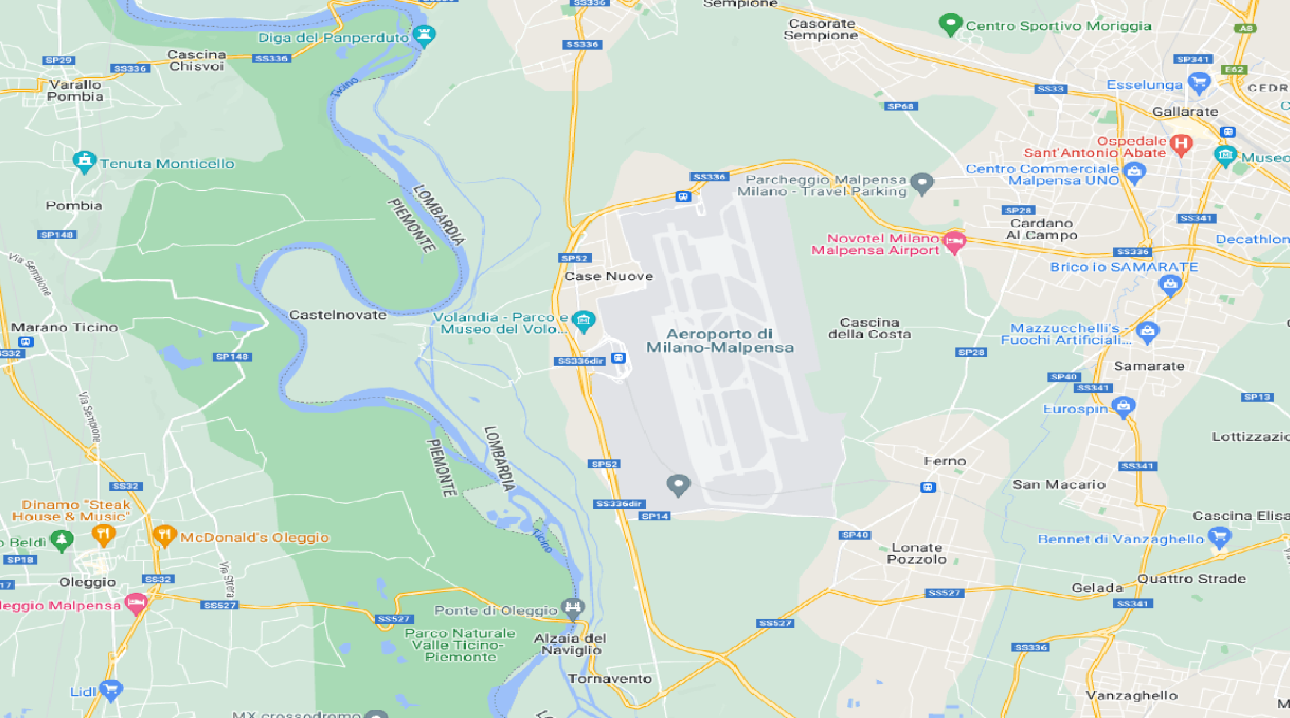 SS336
Sempione
Casorate
Sempione
Centro Sportivo Moriggia
A8
Diga del Panperduto
SS336
Cascina
Chisvoi
SS336
SP29
SS336
SP341
E62
Varallo
Pombia
Ticino
Esselunga
SS33
CEDR
SP68
Gallarate
Ospedale
Sant'Antonio Abate
Museo
Tenuta Monticello
Centro Commerciale
Malpensa UNO
SS336
Parcheggio Malpensa
Milano - Travel Parking
LOMBARDIA
PIEMONTE
Pombia
SP28
SS341
Cardano
Al Campo
SP148
Novotel Milano
Malpensa Airport
Decathlon
SS336
SP52
Via Sempione
Case Nuove
Brico io SAMARATE
Castelnovate
Volandia - Parco e
Museo del Volo...
Marano Ticino
Aeroporto di
Milano-Malpensa
Cascina
della Costa
Mazzucchelli's -
Fuochi Artificiali...
SS32
SP148
SS336dir
SP28
Samarate
SP40
SS341
SP13
Via Sempione
Eurospin
Lottizzazio
LOMBARDIA
PIEMONTE
SP52
Ferno
SS341
San Macario
SS32
SS336dir
SP14
Dinamo "Steak
House & Music"
Cascina Elisa
McDonald's Oleggio
Ticino
SP40
Bennet di Vanzaghello
o Beldì
SP18
Lonate
Pozzolo
Oleggio
SS32
Via Strera
17
Quattro Strade
Gelada
SS527
leggio Malpensa
SS527
SS341
Ponte di Oleggio
SS527
SS527
Parco Naturale
Valle Ticino-
Piemonte
Alzaia del
Naviglio
SS336
Tornavento
Lidl
Vanzaghello
MX crossodromo